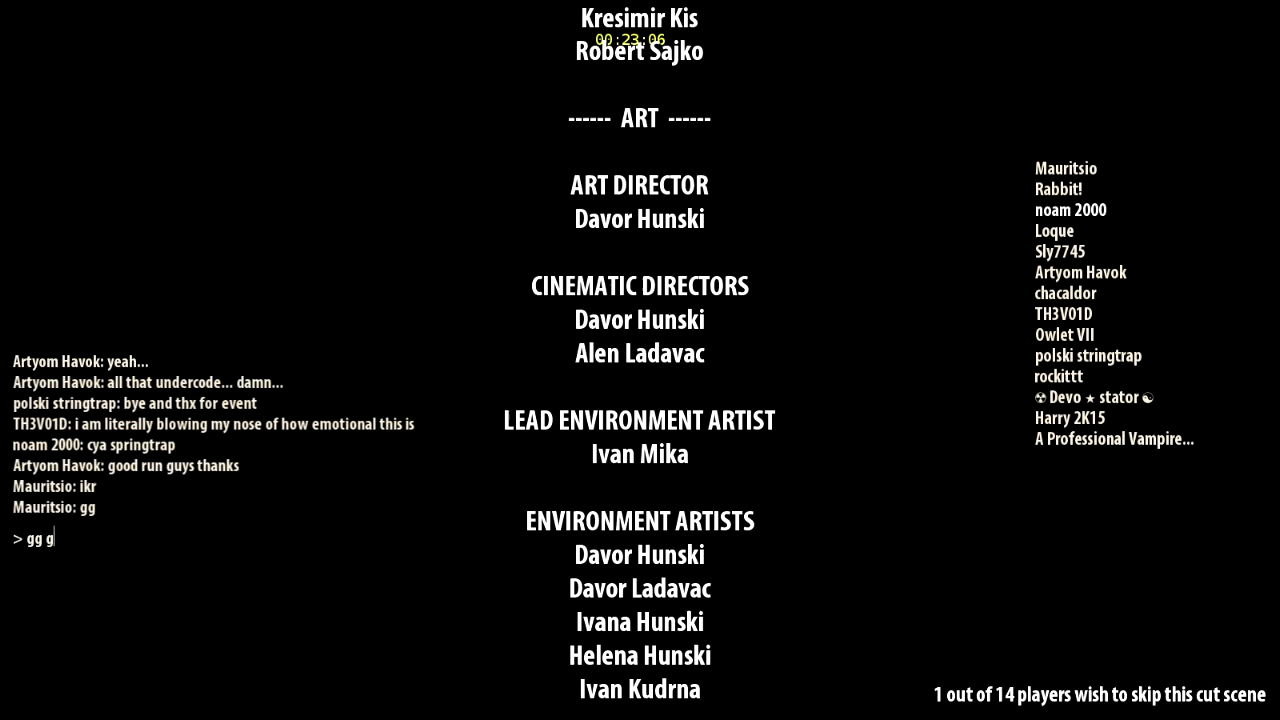 Kresimir Kis
00:23:06
Robert Sajko
------ ART ------
ART DIRECTOR
Davor Hunski
CINEMATIC DIRECTORS
Davor Hunski
Alen Ladavac
LEAD ENVIRONMENT ARTIST
Ivan Mika
ENVIRONMENT ARTISTS
Davor Hunski
Davor Ladavac
Ivana Hunski
Helena Hunski
Ivan Kudrna
Artyom Havok: yeah...
Artyom Havok: all that undercode... damn...
polski stringtrap: bye and thx for event
TH3V01D: i am literally blowing my nose of how emotional this is
noam 2000: cya springtrap
Artyom Havok: good run guys thanks
Mauritsio: ikr
Mauritsio: gg
> gg g
Mauritsio
Rabbit!
noam 2000
Loque
Sly7745
Artyom Havok
chacaldor
TH3V01D
Owlet VII
polski stringtrap
rockittt
☢ Devo ★ stator ☯
Harry 2K15
A Professional Vampire...
1 out of 14 players wish to skip this cut scene